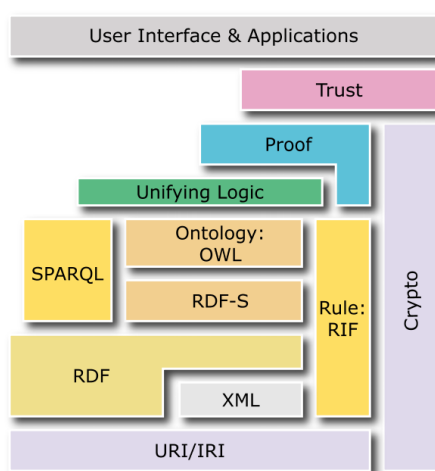 User Interface & Applications
Trust
Proof
Unifying Logic
Ontology:
OWL
SPARQL
RDF-S
Rule:
RIF
Crypto
RDF
XML
URI/IRI